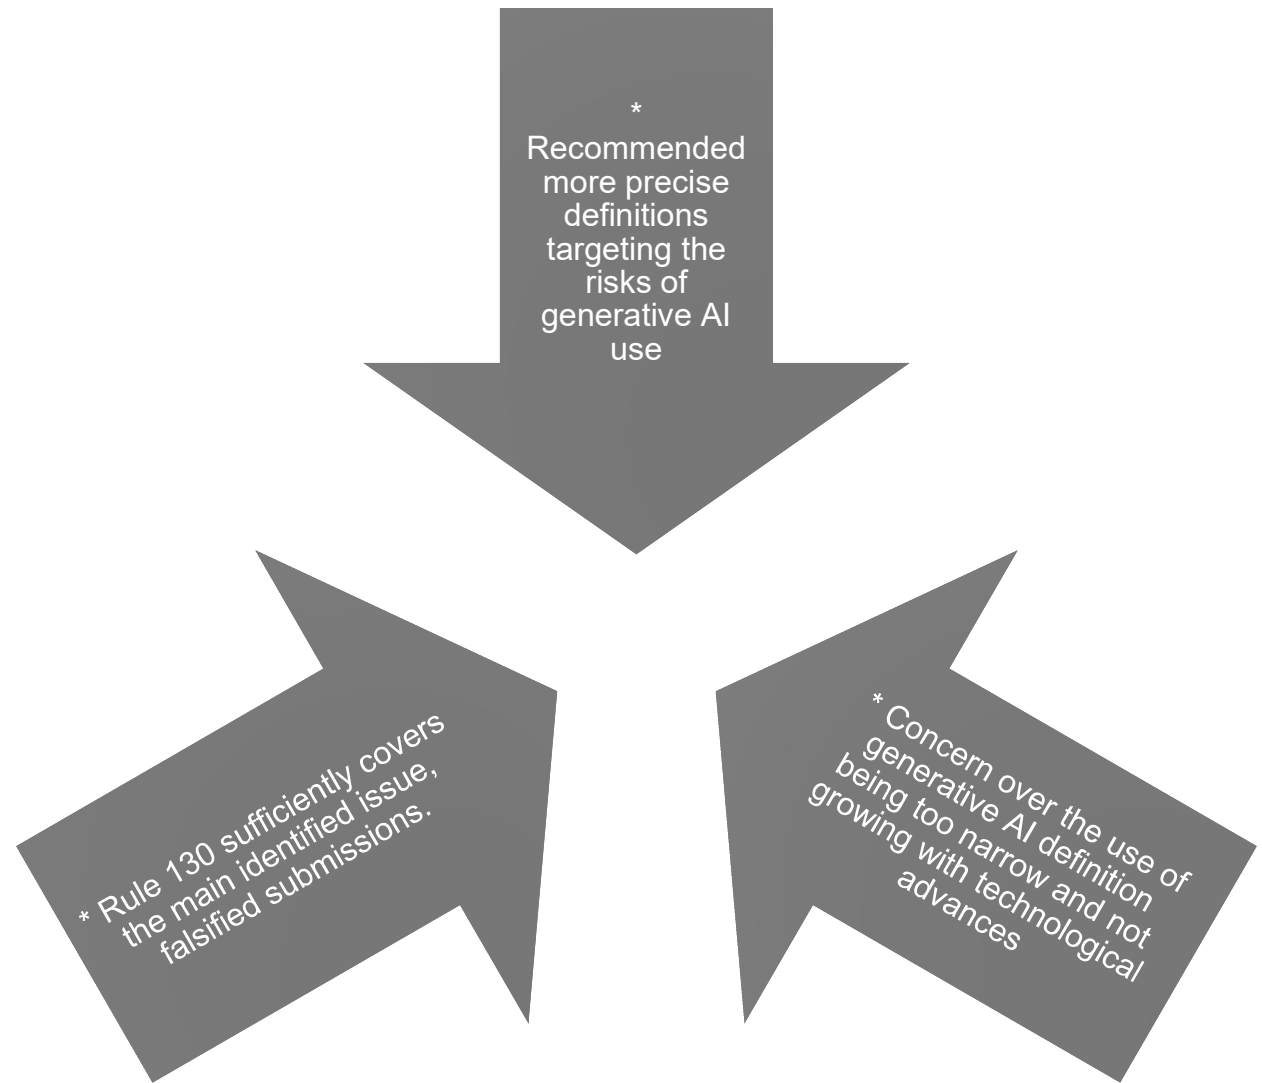 *
Recommended
more precise
definitions
targeting the
risks of
generative AI
use
* Rule 130 sufficiently covers
the main identified issue,
falsified submissions.
* Concern over the use of
generative AI definition
being too narrow and not
growing with technological
advances